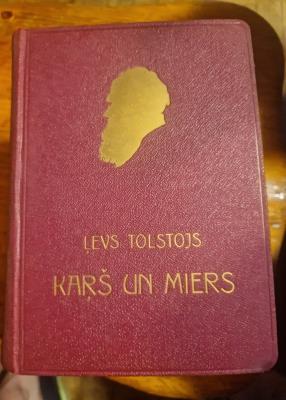 ĻEVS TOLSTOJS
KAŖŠ UN MIERS